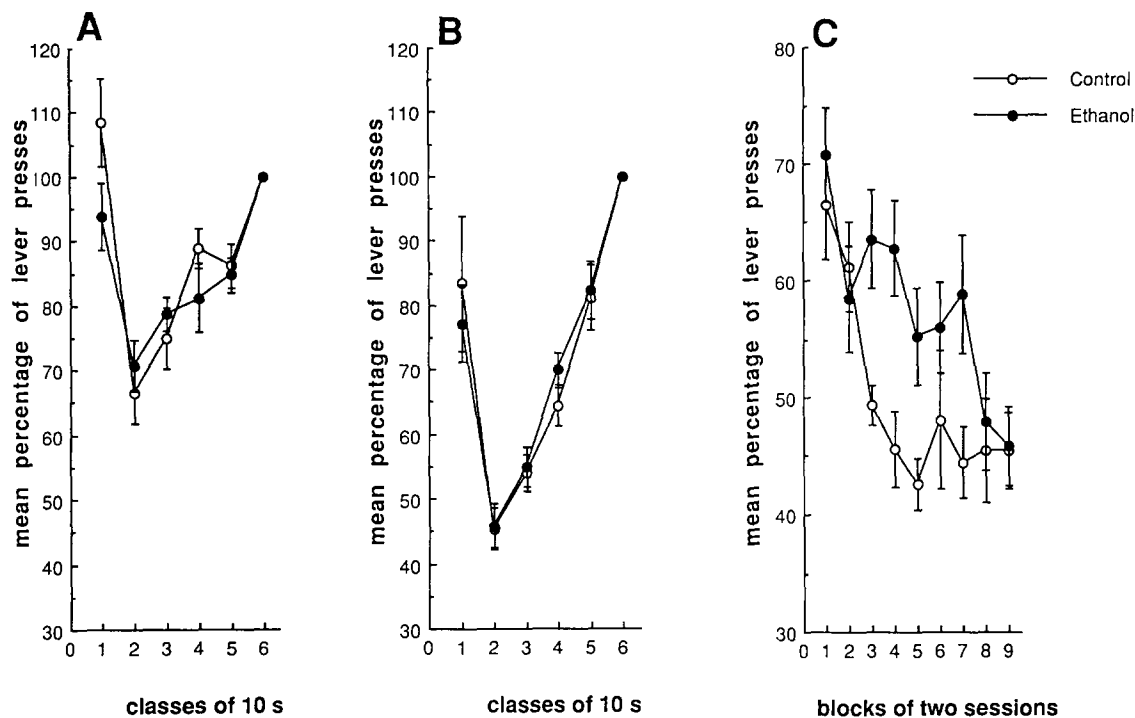 A
mean percentage of lever presses
120
110
100
90
80
70
60
50
40
30
0 1 2 3 4 5 6
classes of 10 s
B
mean percentage of lever presses
120
110
100
90
80
70
60
50
40
30
0 1 2 3 4 5 6
classes of 10 s
C
mean percentage of lever presses
80
70
60
50
40
30
0 1 2 3 4 5 6 7 8 9
blocks of two sessions
Control
Ethanol